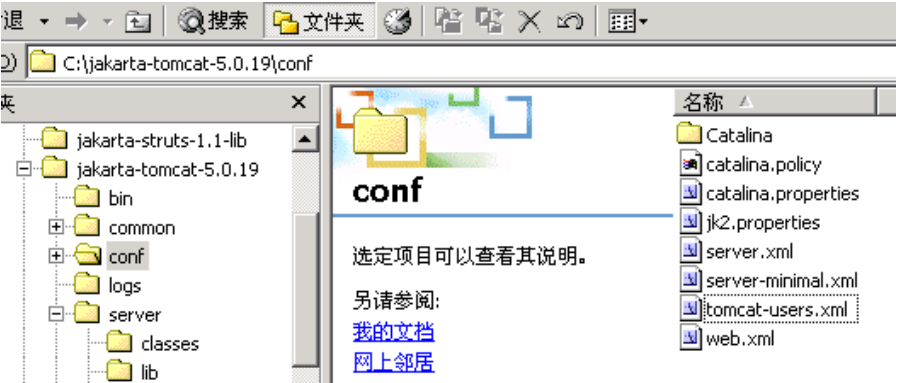 退 搜索 文件夹
C:\jakarta-tomcat-5.0.19\conf
夹
jakarta-struts-1.1-lib
jakarta-tomcat-5.0.19
bin
common
conf
logs
server
classes
lib
conf
选定项目可以查看其说明。
另请参阅:
我的文档
网上邻居
名称
Catalina
catalina.policy
catalina.properties
jk2.properties
server.xml
server-minimal.xml
tomcat-users.xml
web.xml